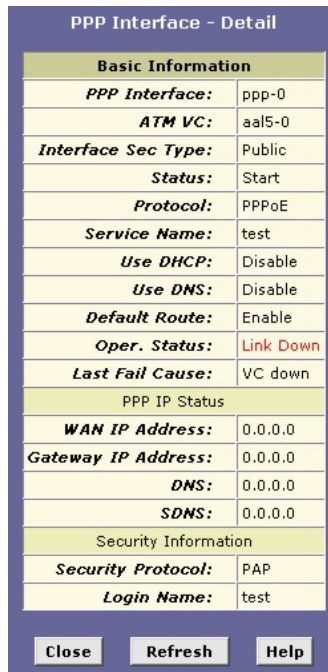 PPP Interface - Detail
Basic Information
PPP Interface: ppp-0
ATM VC: aal5-0
Interface Sec Type: Public
Status: Start
Protocol: PPPoE
Service Name: test
Use DHCP: Disable
Use DNS: Disable
Default Route: Enable
Oper. Status: Link Down
Last Fail Cause: VC down
PPP IP Status
WAN IP Address: 0.0.0.0
Gateway IP Address: 0.0.0.0
DNS: 0.0.0.0
SDNS: 0.0.0.0
Security Information
Security Protocol: PAP
Login Name: test
Close Refresh Help